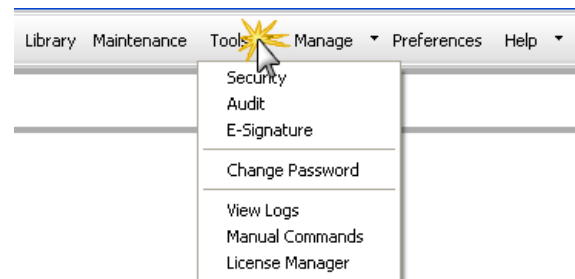 Library Maintenance Tools Manage Preferences Help
Security
Audit
E-Signature
Change Password
View Logs
Manual Commands
License Manager